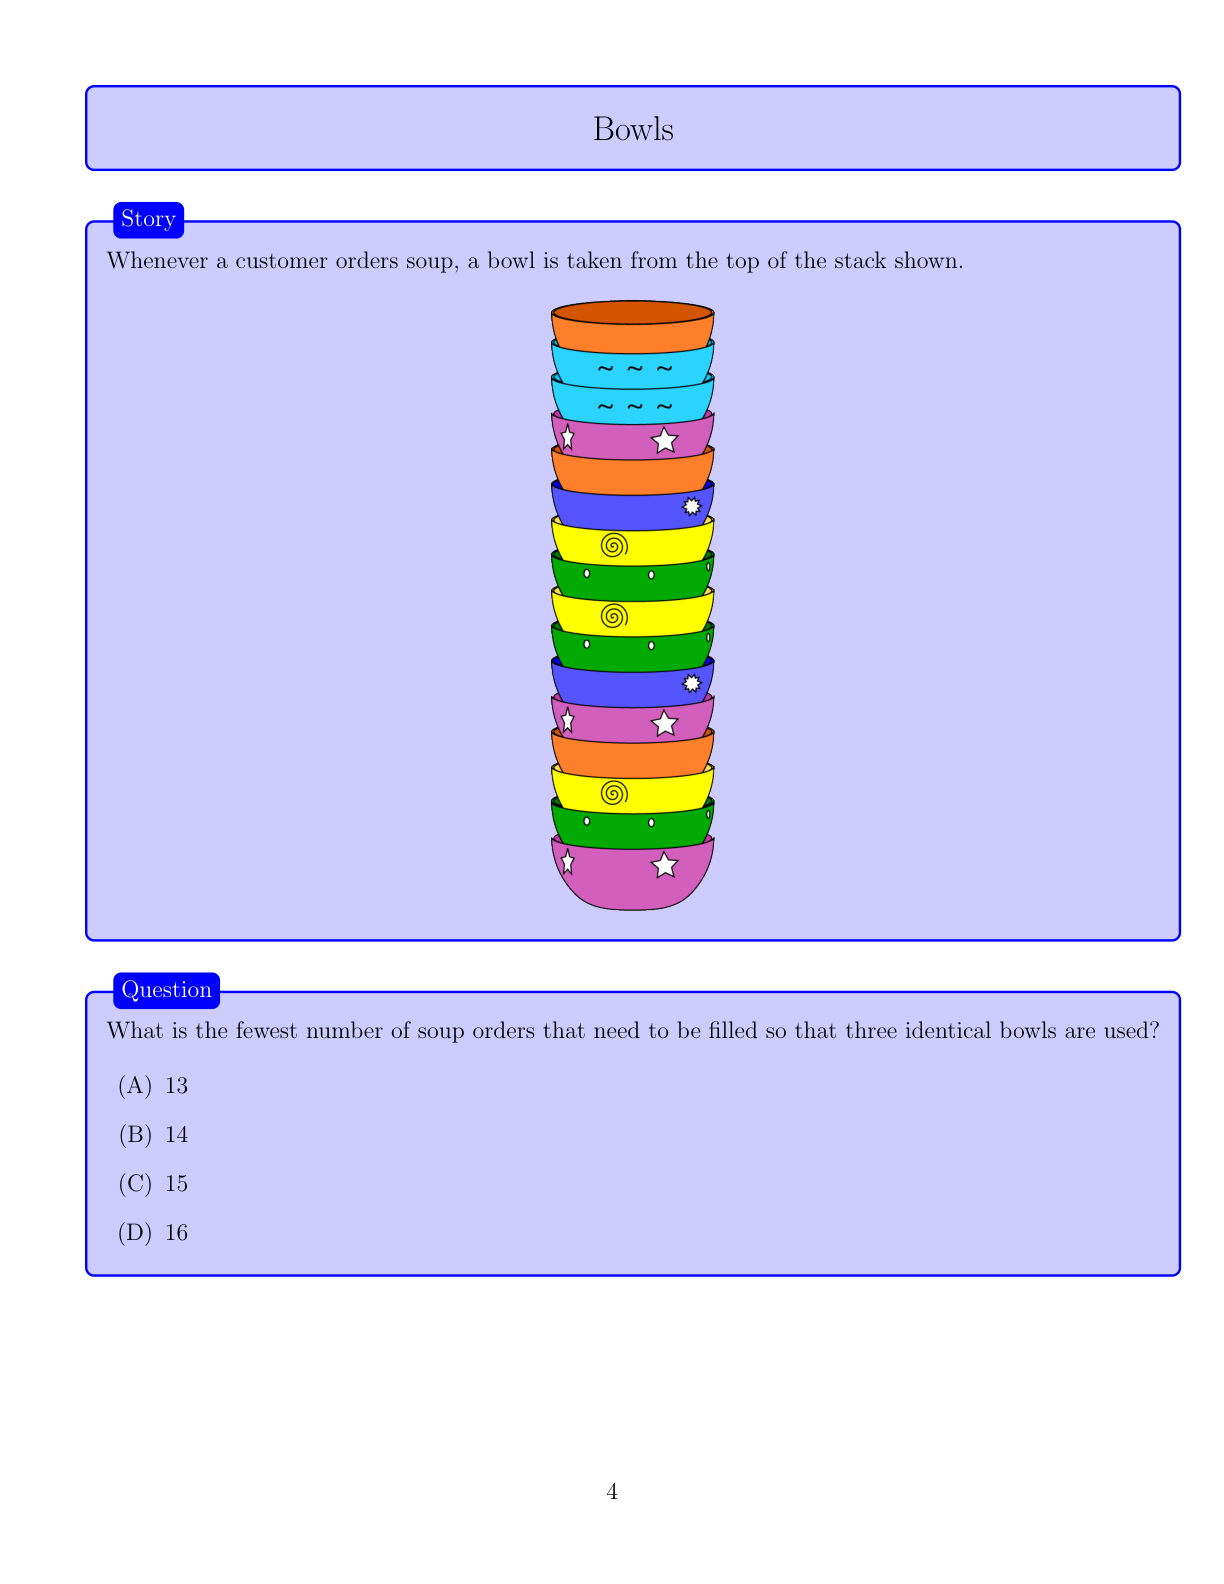 Bowls
Story
Whenever a customer orders soup, a bowl is taken from the top of the stack shown.
~ ~ ~
~ ~ ~
Question
What is the fewest number of soup orders that need to be filled so that three identical bowls are used?
(A) 13
(B) 14
(C) 15
(D) 16
4